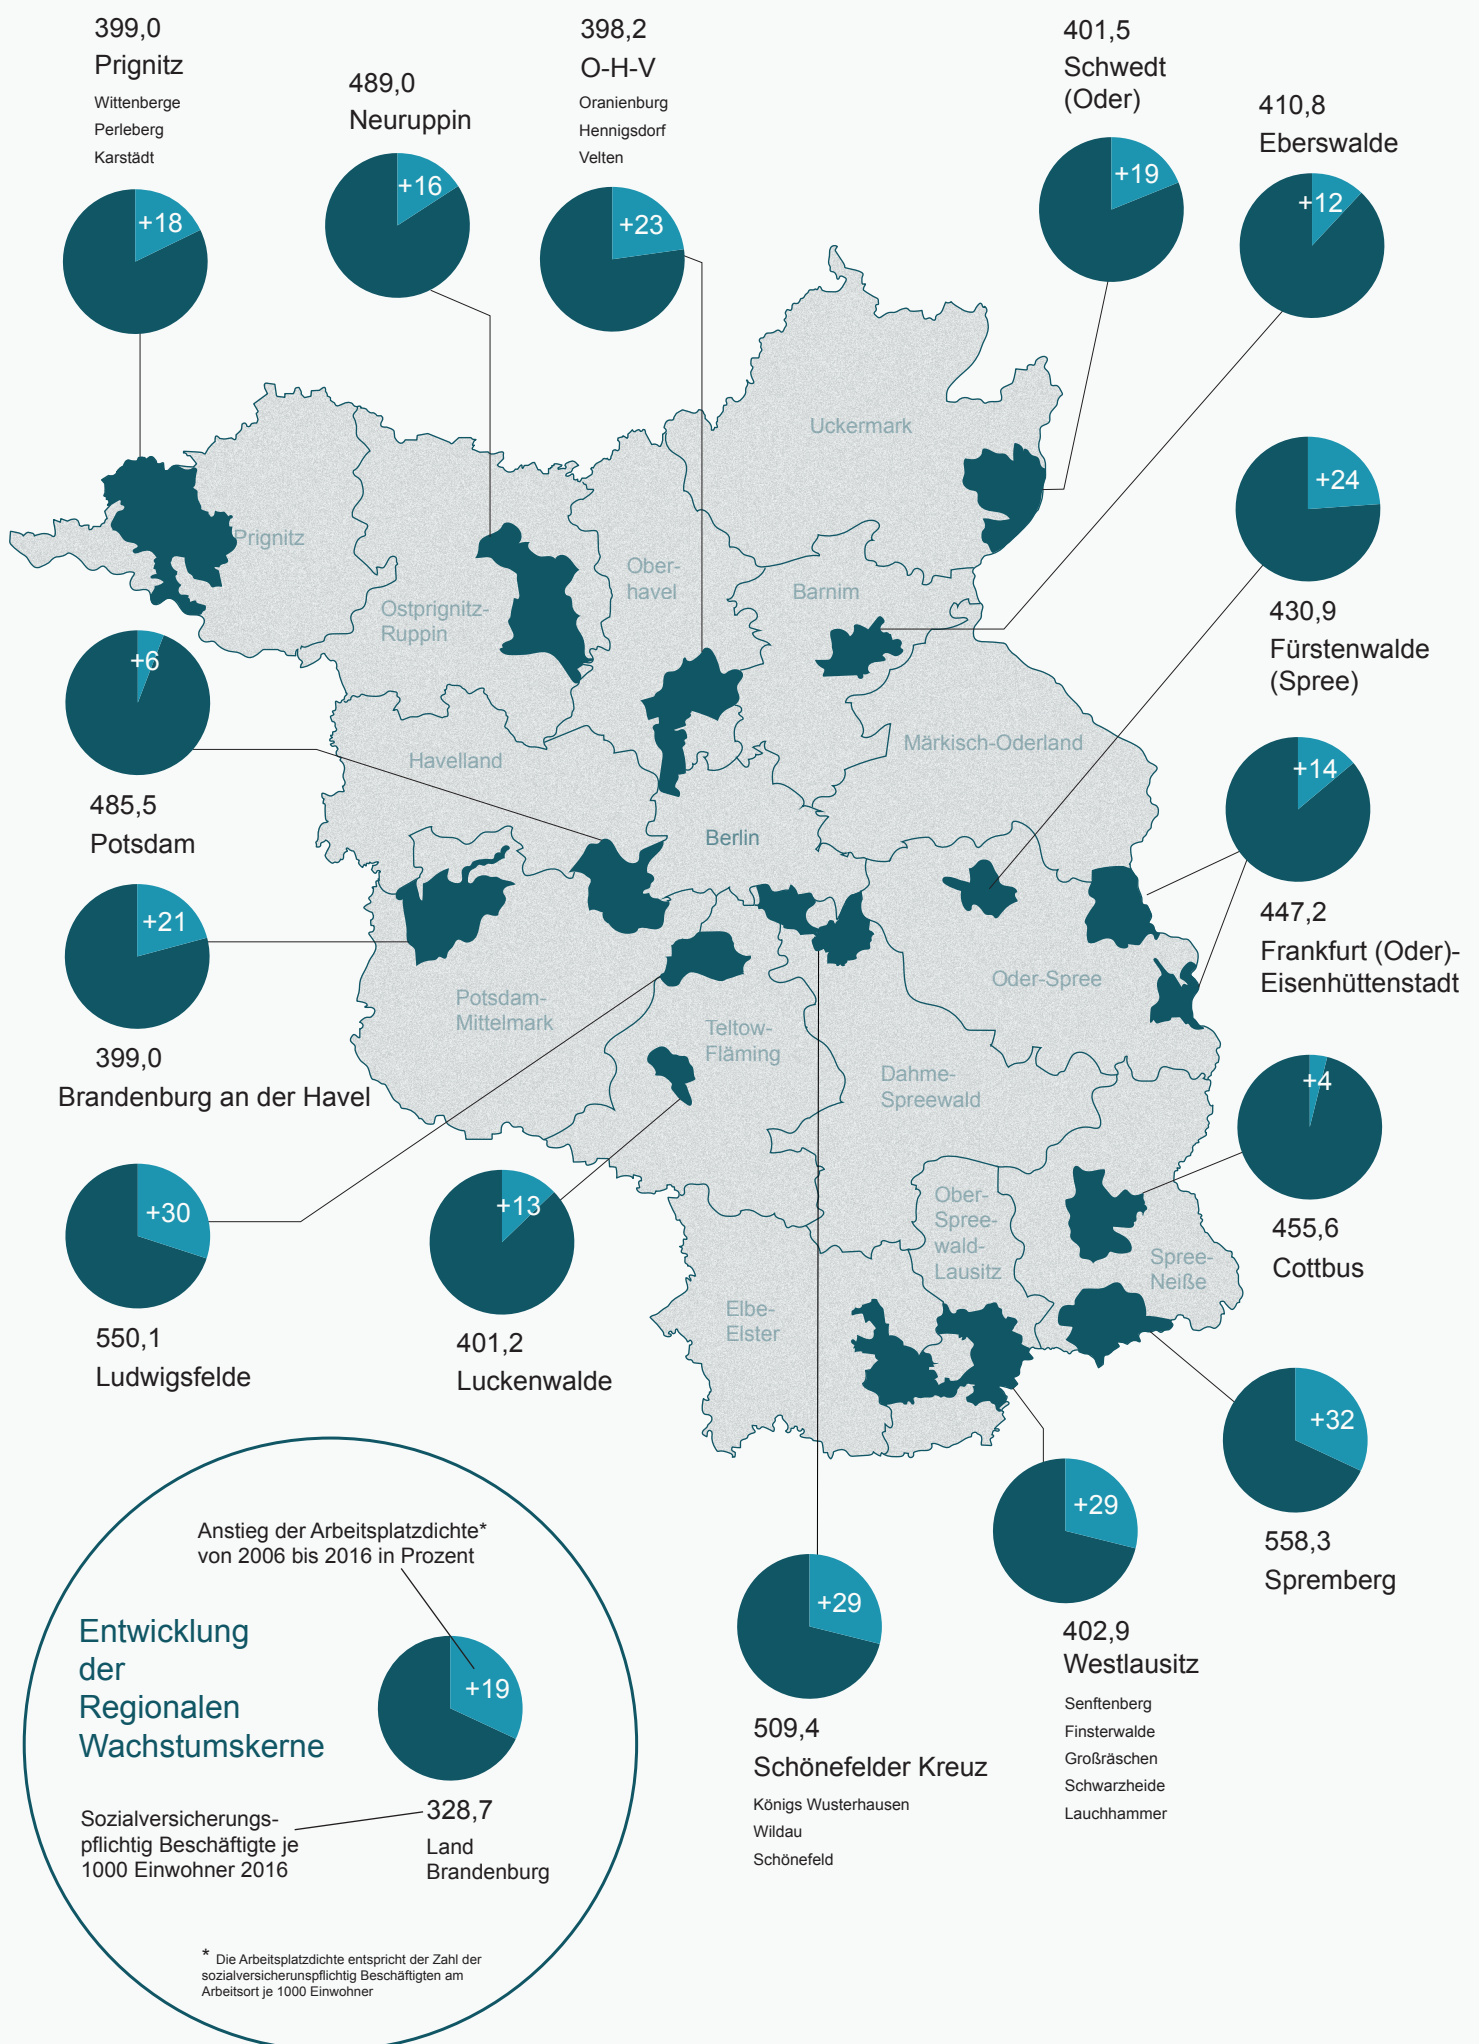 399,0
Prignitz
Wittenberge
Perleberg
Karstädt
+18
489,0
Neuruppin
+16
398,2
O-H-V
Oranienburg
Hennigsdorf
Velten
+23
401,5
Schwedt
(Oder)
+19
410,8
Eberswalde
+12
Uckermark
Prignitz
Ostprignitz-
Ruppin
Ober-
havel
Barnim
+24
430,9
Fürstenwalde
(Spree)
+6
485,5
Potsdam
Havelland
Märkisch-Oderland
Berlin
+14
447,2
Frankfurt (Oder)-
Eisenhüttenstadt
+21
399,0
Brandenburg an der Havel
Potsdam-
Mittelmark
Teltow-
Fläming
Oder-Spree
Dahme-
Spreewald
+4
455,6
Cottbus
+30
550,1
Ludwigsfelde
+13
401,2
Luckenwalde
Ober-
Spree-
wald-
Lausitz
Spree-
Neiße
Elbe-
Elster
+32
558,3
Spremberg
+29
402,9
Westlausitz
Senftenberg
Finsterwalde
Großräschen
Schwarzheide
Lauchhammer
+29
509,4
Schönefelder Kreuz
Königs Wusterhausen
Wildau
Schönefeld
Anstieg der Arbeitsplatzdichte*
von 2006 bis 2016 in Prozent
Entwicklung
der
Regionalen
Wachstumskerne
+19
328,7
Land
Brandenburg
Sozialversicherungs-
pflichtig Beschäftigte je
1000 Einwohner 2016
* Die Arbeitsplatzdichte entspricht der Zahl der
sozialversicherunspflichtig Beschäftigten am
Arbeitsort je 1000 Einwohner